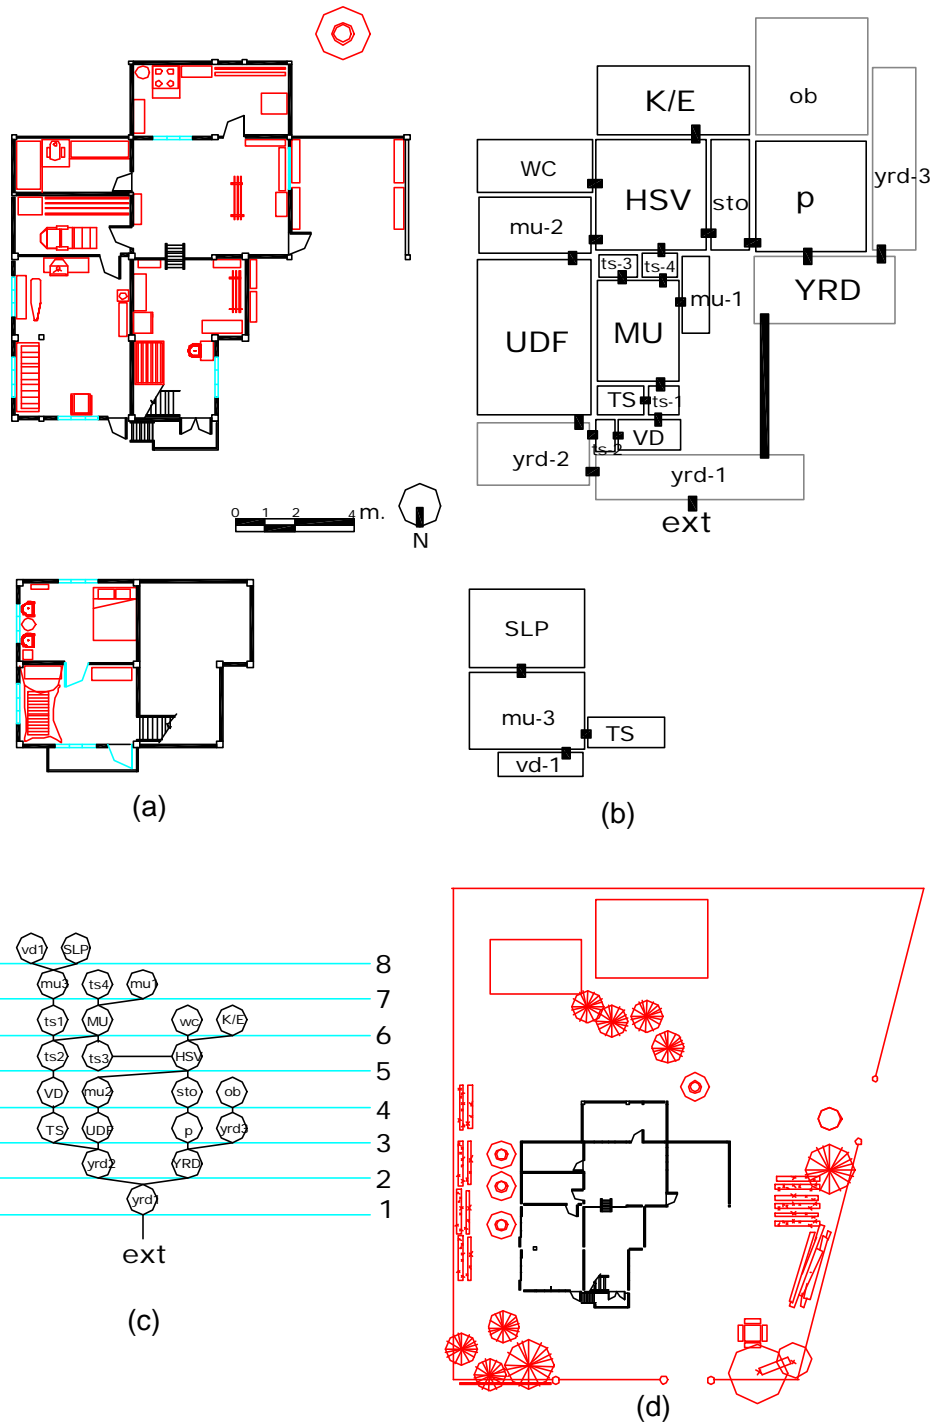 ob
K/E
WC
HSV
sto
p
yrd-3
mu-2
ts-3
ts-4
YRD
mu-1
UDF
MU
TS
ts-1
ts-2
VD
yrd-2
yrd-1
0 1 2 4 m.
ext
N
SLP
mu-3
TS
vd-1
(a)
(b)
vd1 SLP
8
mu3 ts4 mu1
7
ts1 MU wc K/E
6
ts2 ts3 HSV
5
VD mu2 sto ob
4
TS UDF p yrd3
3
yrd2 YRD
2
yrd1
1
ext
(c)
(d)